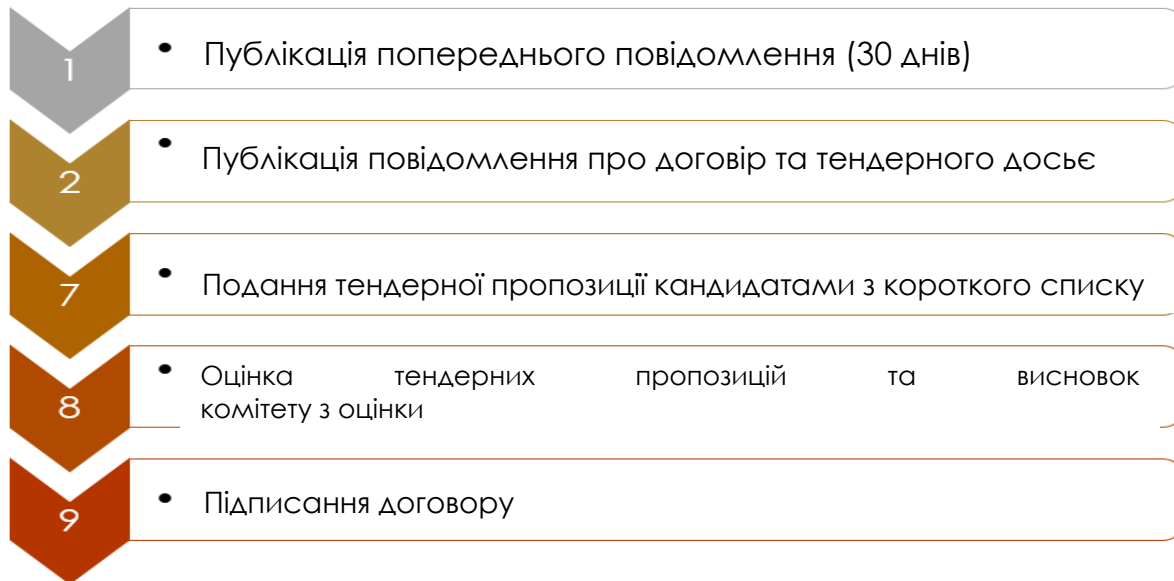 1
• Публікація попереднього повідомлення (30 днів)
2
• Публікація повідомлення про договір та тендерного досьє
7
• Подання тендерної пропозиції кандидатами з короткого списку
8
• Оцінка тендерних пропозицій та висновок
комітету з оцінки
9
• Підписання договору